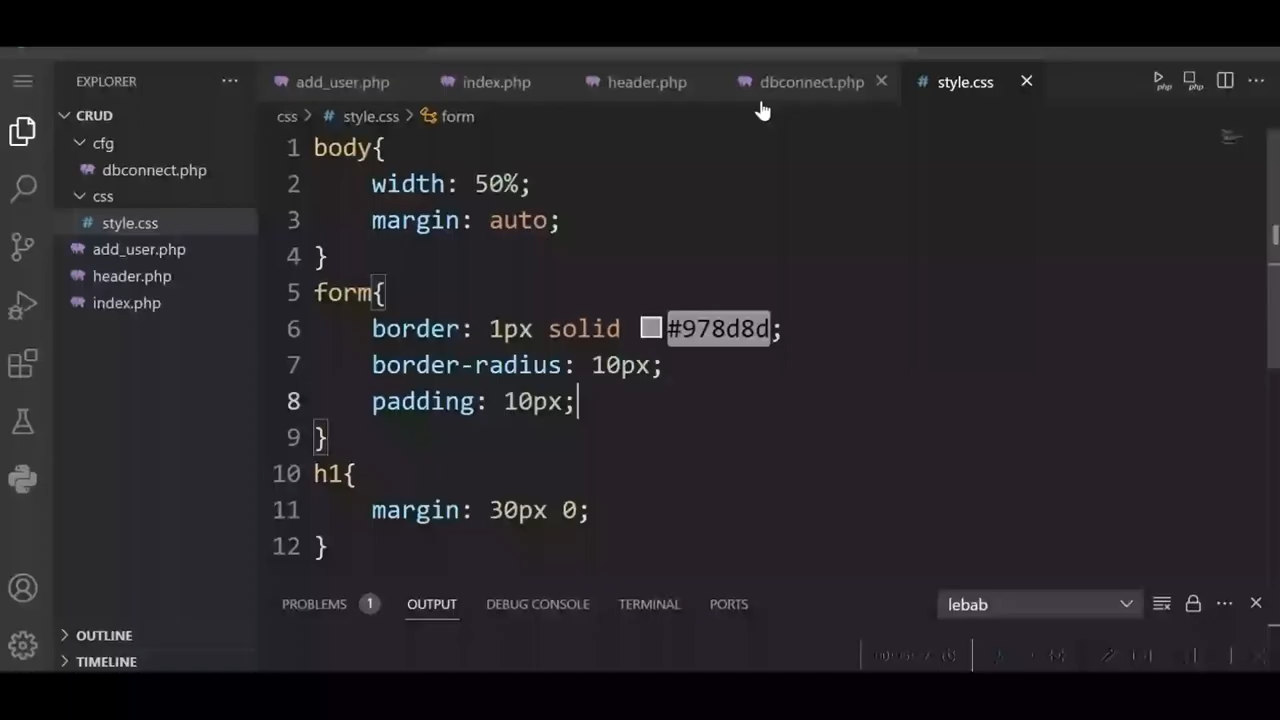 EXPLORER
add_user.php
index.php
header.php
dbconnect.php
style.css
php
php
CRUD
cfg
dbconnect.php
css
style.css
add_user.php
header.php
index.php
css > # style.css > form
1 body{
2 width: 50%;
3 margin: auto;
4 }
5 form{
6 border: 1px solid #978d8d;
7 border-radius: 10px;
8 padding: 10px;
9 }
10 h1{
11 margin: 30px 0;
12 }
PROBLEMS 1 OUTPUT DEBUG CONSOLE TERMINAL PORTS
lebab
OUTLINE
TIMELINE